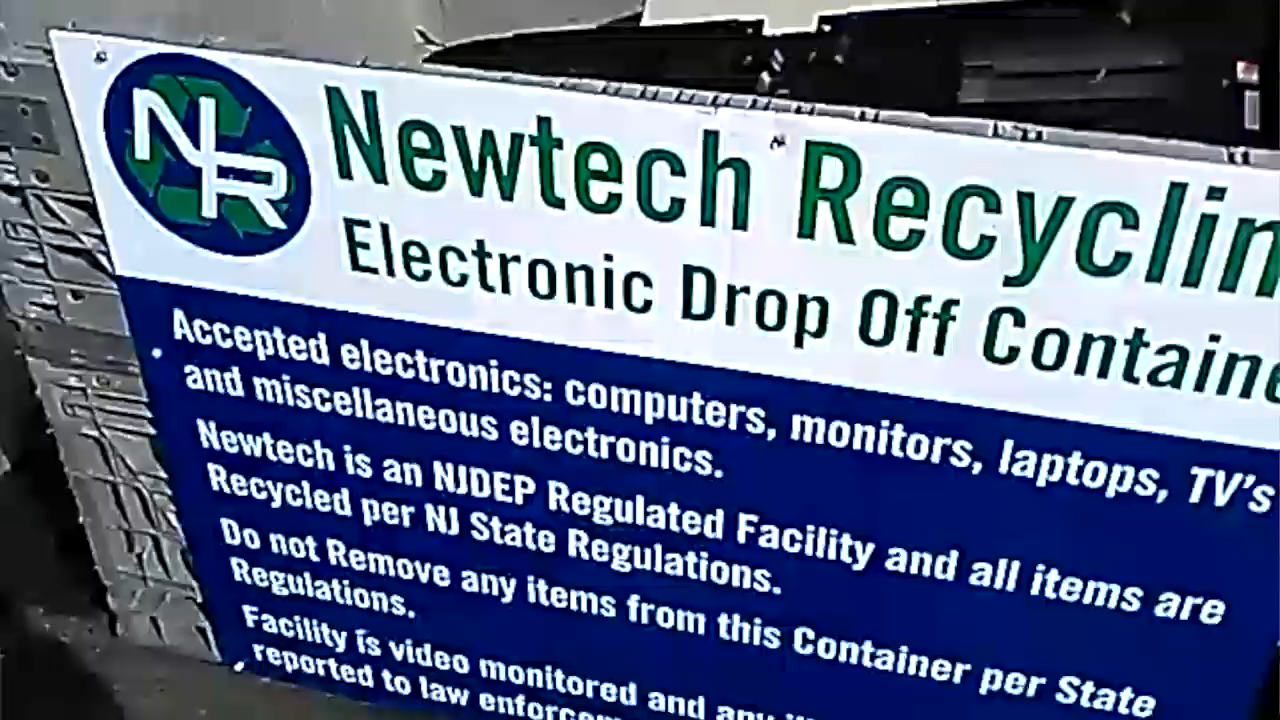 NR
Newtech Recyclin
Electronic Drop Off Containe
Accepted electronics: computers, monitors, laptops, TV's
and miscellaneous electronics.
Newtech is an NJDEP Regulated Facility and all items are
Recycled per NJ State Regulations.
Do not Remove any items from this Container per State
Regulations.
Facility is video monitored and any
reported to law enforcem